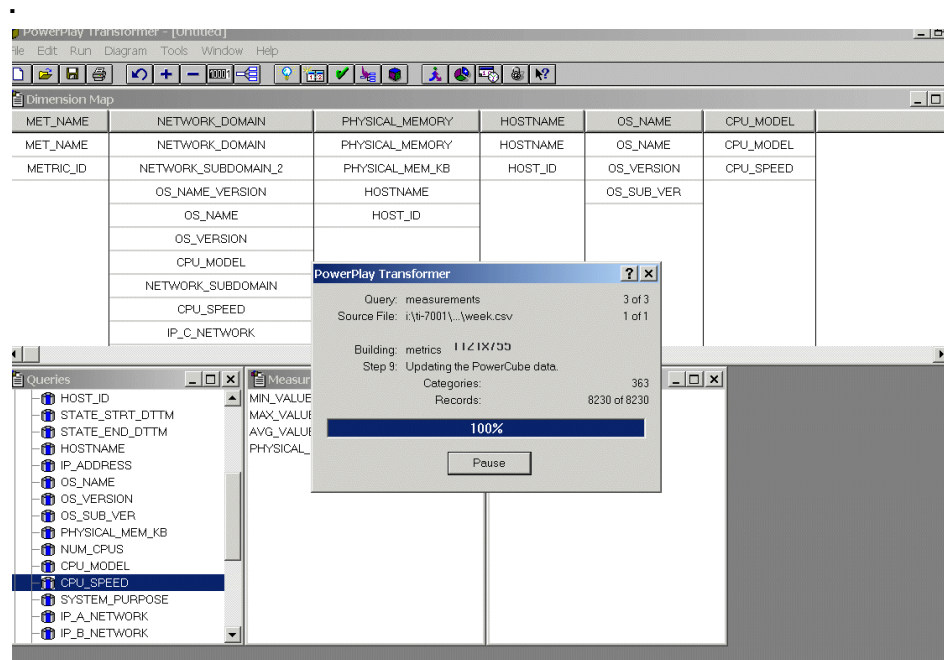 PowerPlay Transformer - [Untitled]
File Edit Run Diagram Tools Window Help
Dimension Map
MET_NAME NETWORK_DOMAIN PHYSICAL_MEMORY HOSTNAME OS_NAME CPU_MODEL
MET_NAME NETWORK_DOMAIN PHYSICAL_MEMORY HOSTNAME OS_NAME CPU_MODEL
METRIC_ID NETWORK_SUBDOMAIN_2 PHYSICAL_MEM_KB HOST_ID OS_VERSION CPU_SPEED
OS_NAME_VERSION HOSTNAME OS_SUB_VER
OS_NAME HOST_ID
OS_VERSION
CPU_MODEL
NETWORK_SUBDOMAIN
CPU_SPEED
IP_C_NETWORK
PowerPlay Transformer
Query: measurements 3 of 3
Source File: i:\ti-7001\...\week.csv 1 of 1
Building: metrics 1121X755
Step 9: Updating the PowerCube data.
Categories: 363
Records: 8230 of 8230
100%
Pause
Queries
HOST_ID
STATE_STRT_DTTM
STATE_END_DTTM
HOSTNAME
IP_ADDRESS
OS_NAME
OS_VERSION
OS_SUB_VER
PHYSICAL_MEM_KB
NUM_CPUS
CPU_MODEL
CPU_SPEED
SYSTEM_PURPOSE
IP_A_NETWORK
IP_B_NETWORK
Measur
MIN_VALUE
MAX_VALUE
AVG_VALUE
PHYSICAL_